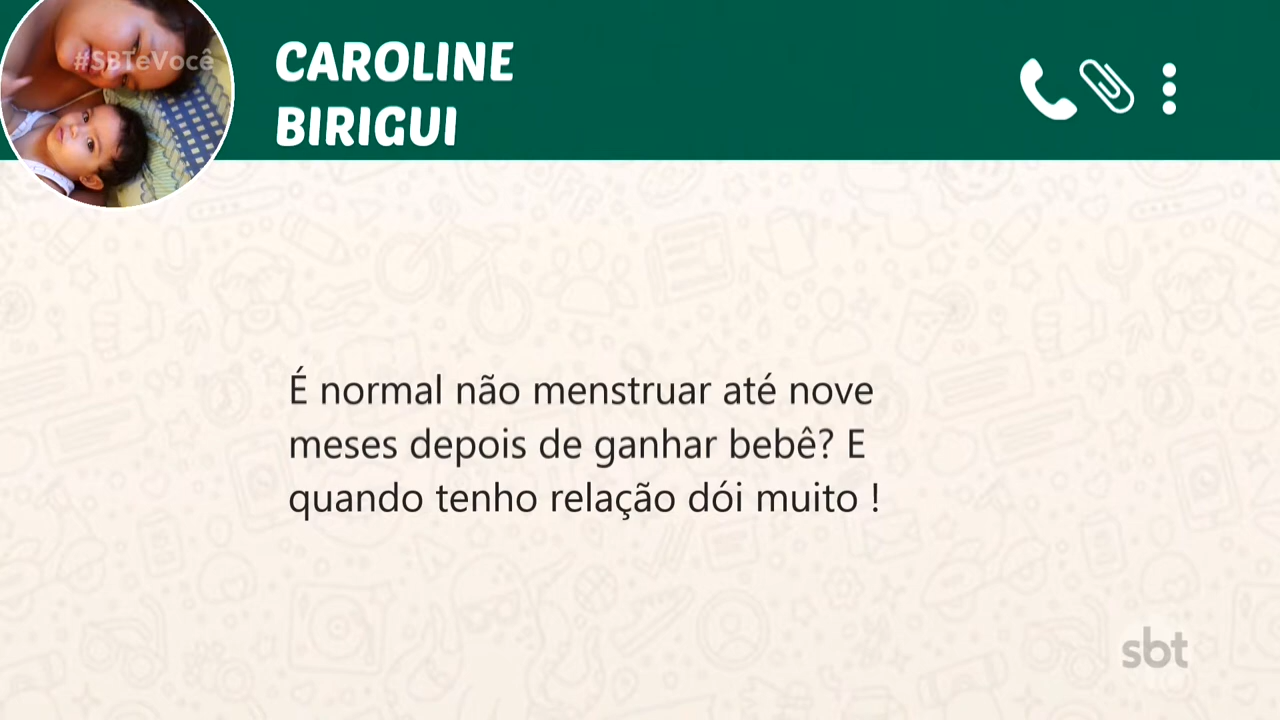 #SBTeVocê
CAROLINE
BIRIGUI
É normal não menstruar até nove
meses depois de ganhar bebê? E
quando tenho relação dói muito !
sbt